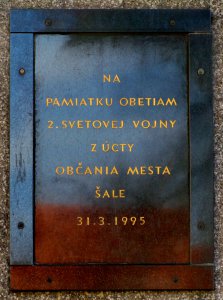 NA
PAMIATKU OBETIAM
2. SVETOVEJ VOJNY
Z ÚCTY
OBČANIA MESTA
ŠALE
31.3.1995